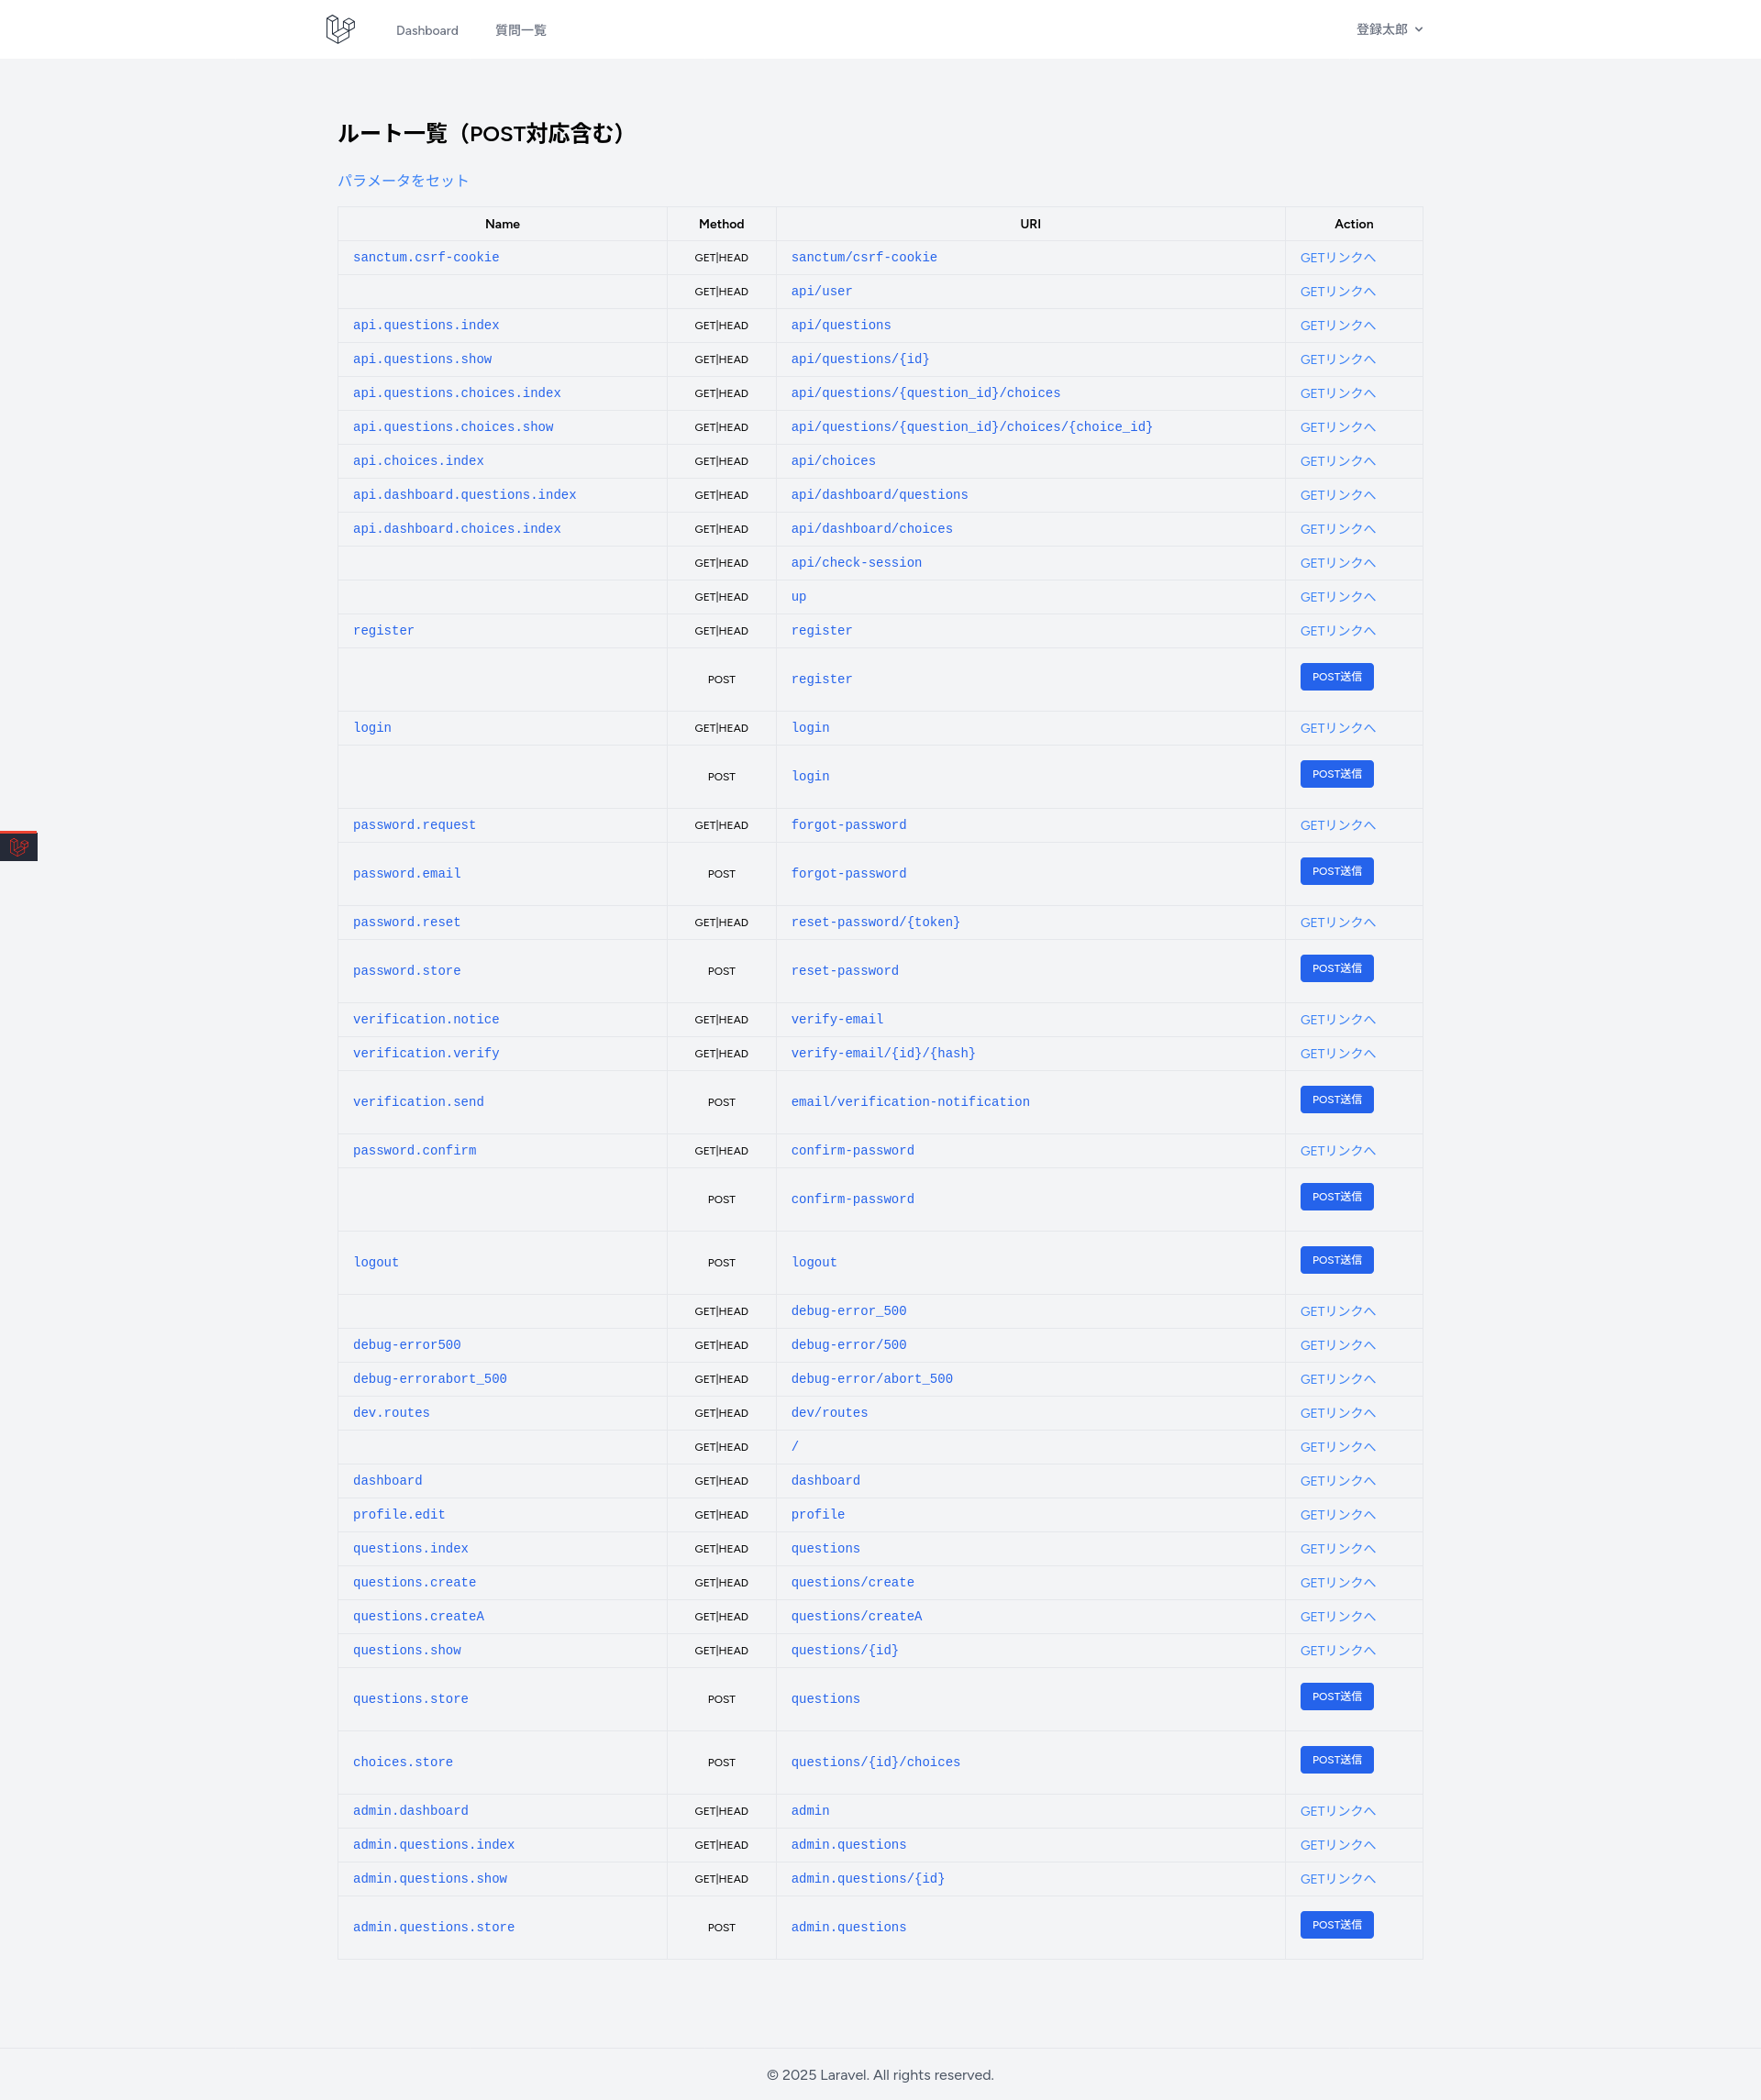 Dashboard 質問一覧 登録太郎
ルート一覧（POST対応含む）
パラメータをセット
Name Method URI Action
sanctum.csrf-cookie GET|HEAD sanctum/csrf-cookie GETリンクへ
GET|HEAD api/user GETリンクへ
api.questions.index GET|HEAD api/questions GETリンクへ
api.questions.show GET|HEAD api/questions/{id} GETリンクへ
api.questions.choices.index GET|HEAD api/questions/{question_id}/choices GETリンクへ
api.questions.choices.show GET|HEAD api/questions/{question_id}/choices/{choice_id} GETリンクへ
api.choices.index GET|HEAD api/choices GETリンクへ
api.dashboard.questions.index GET|HEAD api/dashboard/questions GETリンクへ
api.dashboard.choices.index GET|HEAD api/dashboard/choices GETリンクへ
GET|HEAD api/check-session GETリンクへ
GET|HEAD up GETリンクへ
register GET|HEAD register GETリンクへ
POST register POST送信
login GET|HEAD login GETリンクへ
POST login POST送信
password.request GET|HEAD forgot-password GETリンクへ
password.email POST forgot-password POST送信
password.reset GET|HEAD reset-password/{token} GETリンクへ
password.store POST reset-password POST送信
verification.notice GET|HEAD verify-email GETリンクへ
verification.verify GET|HEAD verify-email/{id}/{hash} GETリンクへ
verification.send POST email/verification-notification POST送信
password.confirm GET|HEAD confirm-password GETリンクへ
POST confirm-password POST送信
logout POST logout POST送信
GET|HEAD debug-error_500 GETリンクへ
debug-error500 GET|HEAD debug-error/500 GETリンクへ
debug-errorabort_500 GET|HEAD debug-error/abort_500 GETリンクへ
dev.routes GET|HEAD dev/routes GETリンクへ
GET|HEAD / GETリンクへ
dashboard GET|HEAD dashboard GETリンクへ
profile.edit GET|HEAD profile GETリンクへ
questions.index GET|HEAD questions GETリンクへ
questions.create GET|HEAD questions/create GETリンクへ
questions.createA GET|HEAD questions/createA GETリンクへ
questions.show GET|HEAD questions/{id} GETリンクへ
questions.store POST questions POST送信
choices.store POST questions/{id}/choices POST送信
admin.dashboard GET|HEAD admin GETリンクへ
admin.questions.index GET|HEAD admin.questions GETリンクへ
admin.questions.show GET|HEAD admin.questions/{id} GETリンクへ
admin.questions.store POST admin.questions POST送信
© 2025 Laravel. All rights reserved.